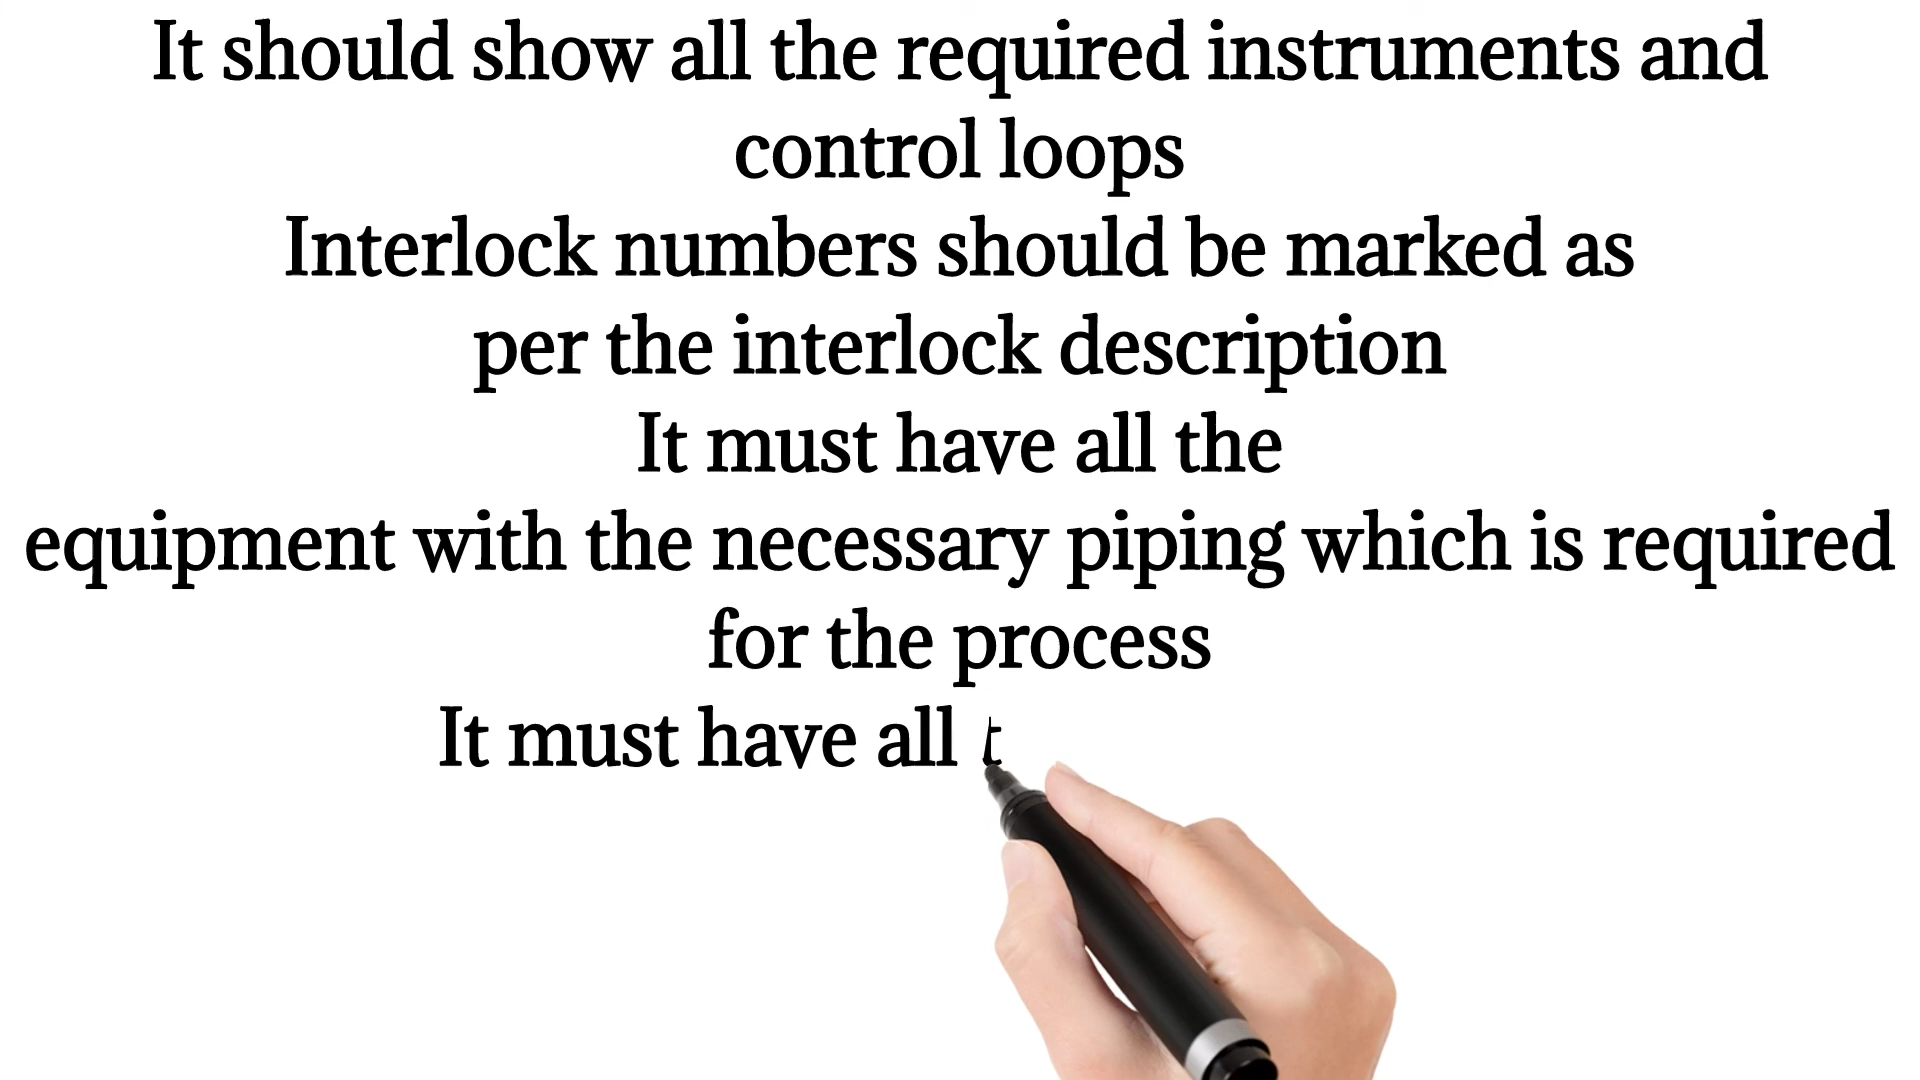 It should show all the required instruments and
control loops
Interlock numbers should be marked as
per the interlock description
It must have all the
equipment with the necessary piping which is required
for the process
It must have all t